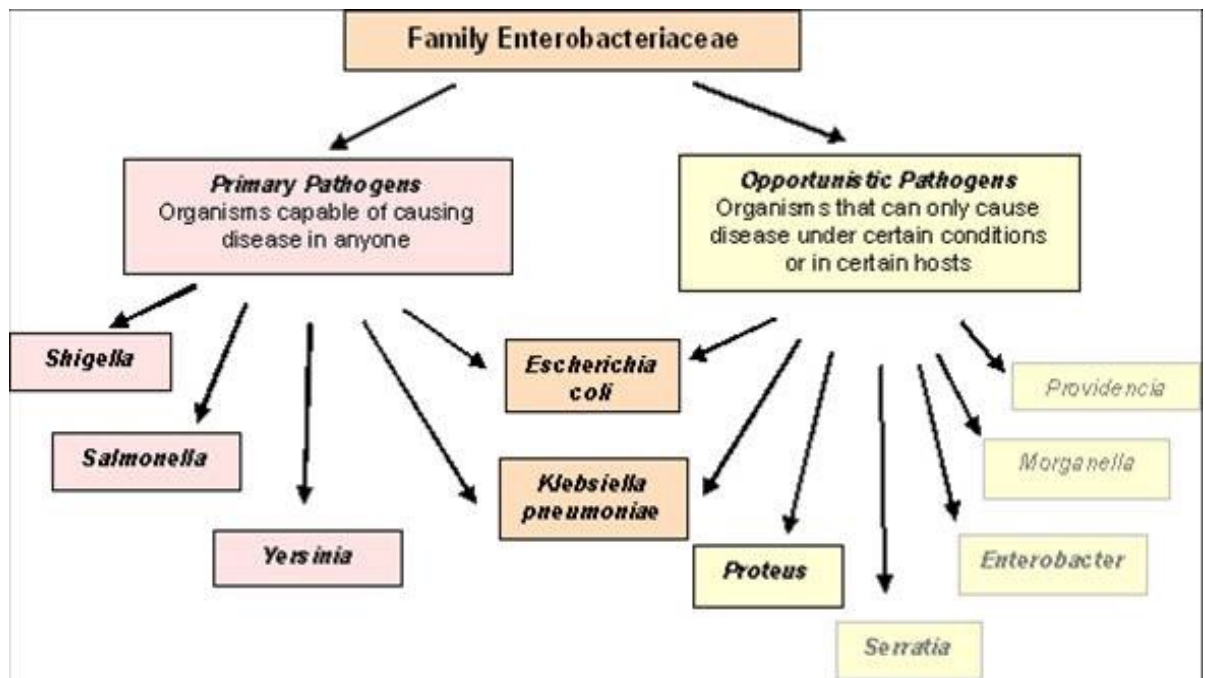 Family Enterobacteriaceae
Primary Pathogens
Organisms capable of causing
disease in anyone
Opportunistic Pathogens
Organisms that can only cause
disease under certain conditions
or in certain hosts
Shigella
Salmonella
Yersinia
Escherichia
coli
Klebsiella
pneumoniae
Proteus
Serratia
Enterobacter
Morganella
Providencia